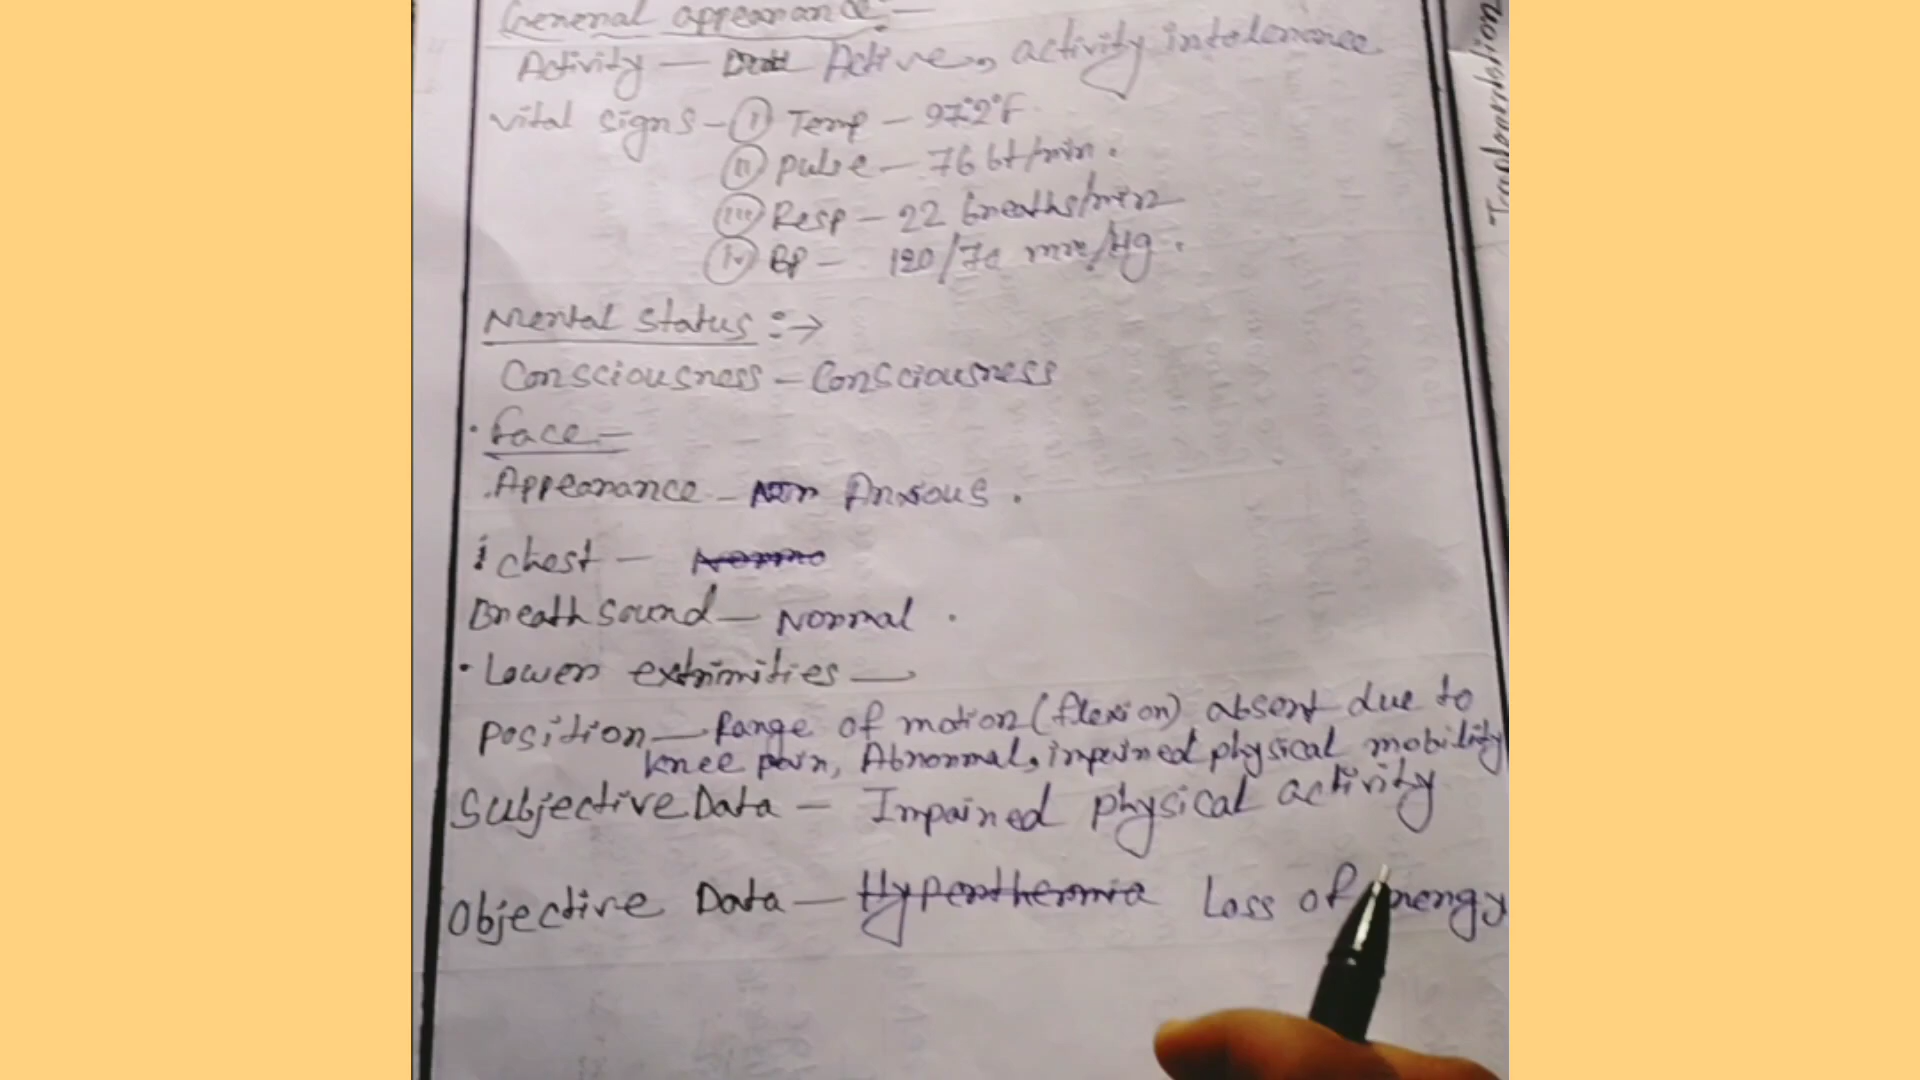 General appearance:-
Activity — Active, activity intolerance
Vital signs - (i) Temp — 97.2°F
(ii) Pulse — 76 bt/min.
(iii) Resp — 22 breaths/min
(iv) BP — 120/70 mm/Hg.
Mental status :->
Consciousness — Consciousness
• face —
Appearance — Anxious.
chest —
Breath sound — Normal.
• Lower extrimities —
Position — Range of motion (flexion) absent due to
knee pain, Abnormal, impaired physical mobility
Subjective Data — Impained physical activity
Objective Data — Hyperthermia Loss of energy